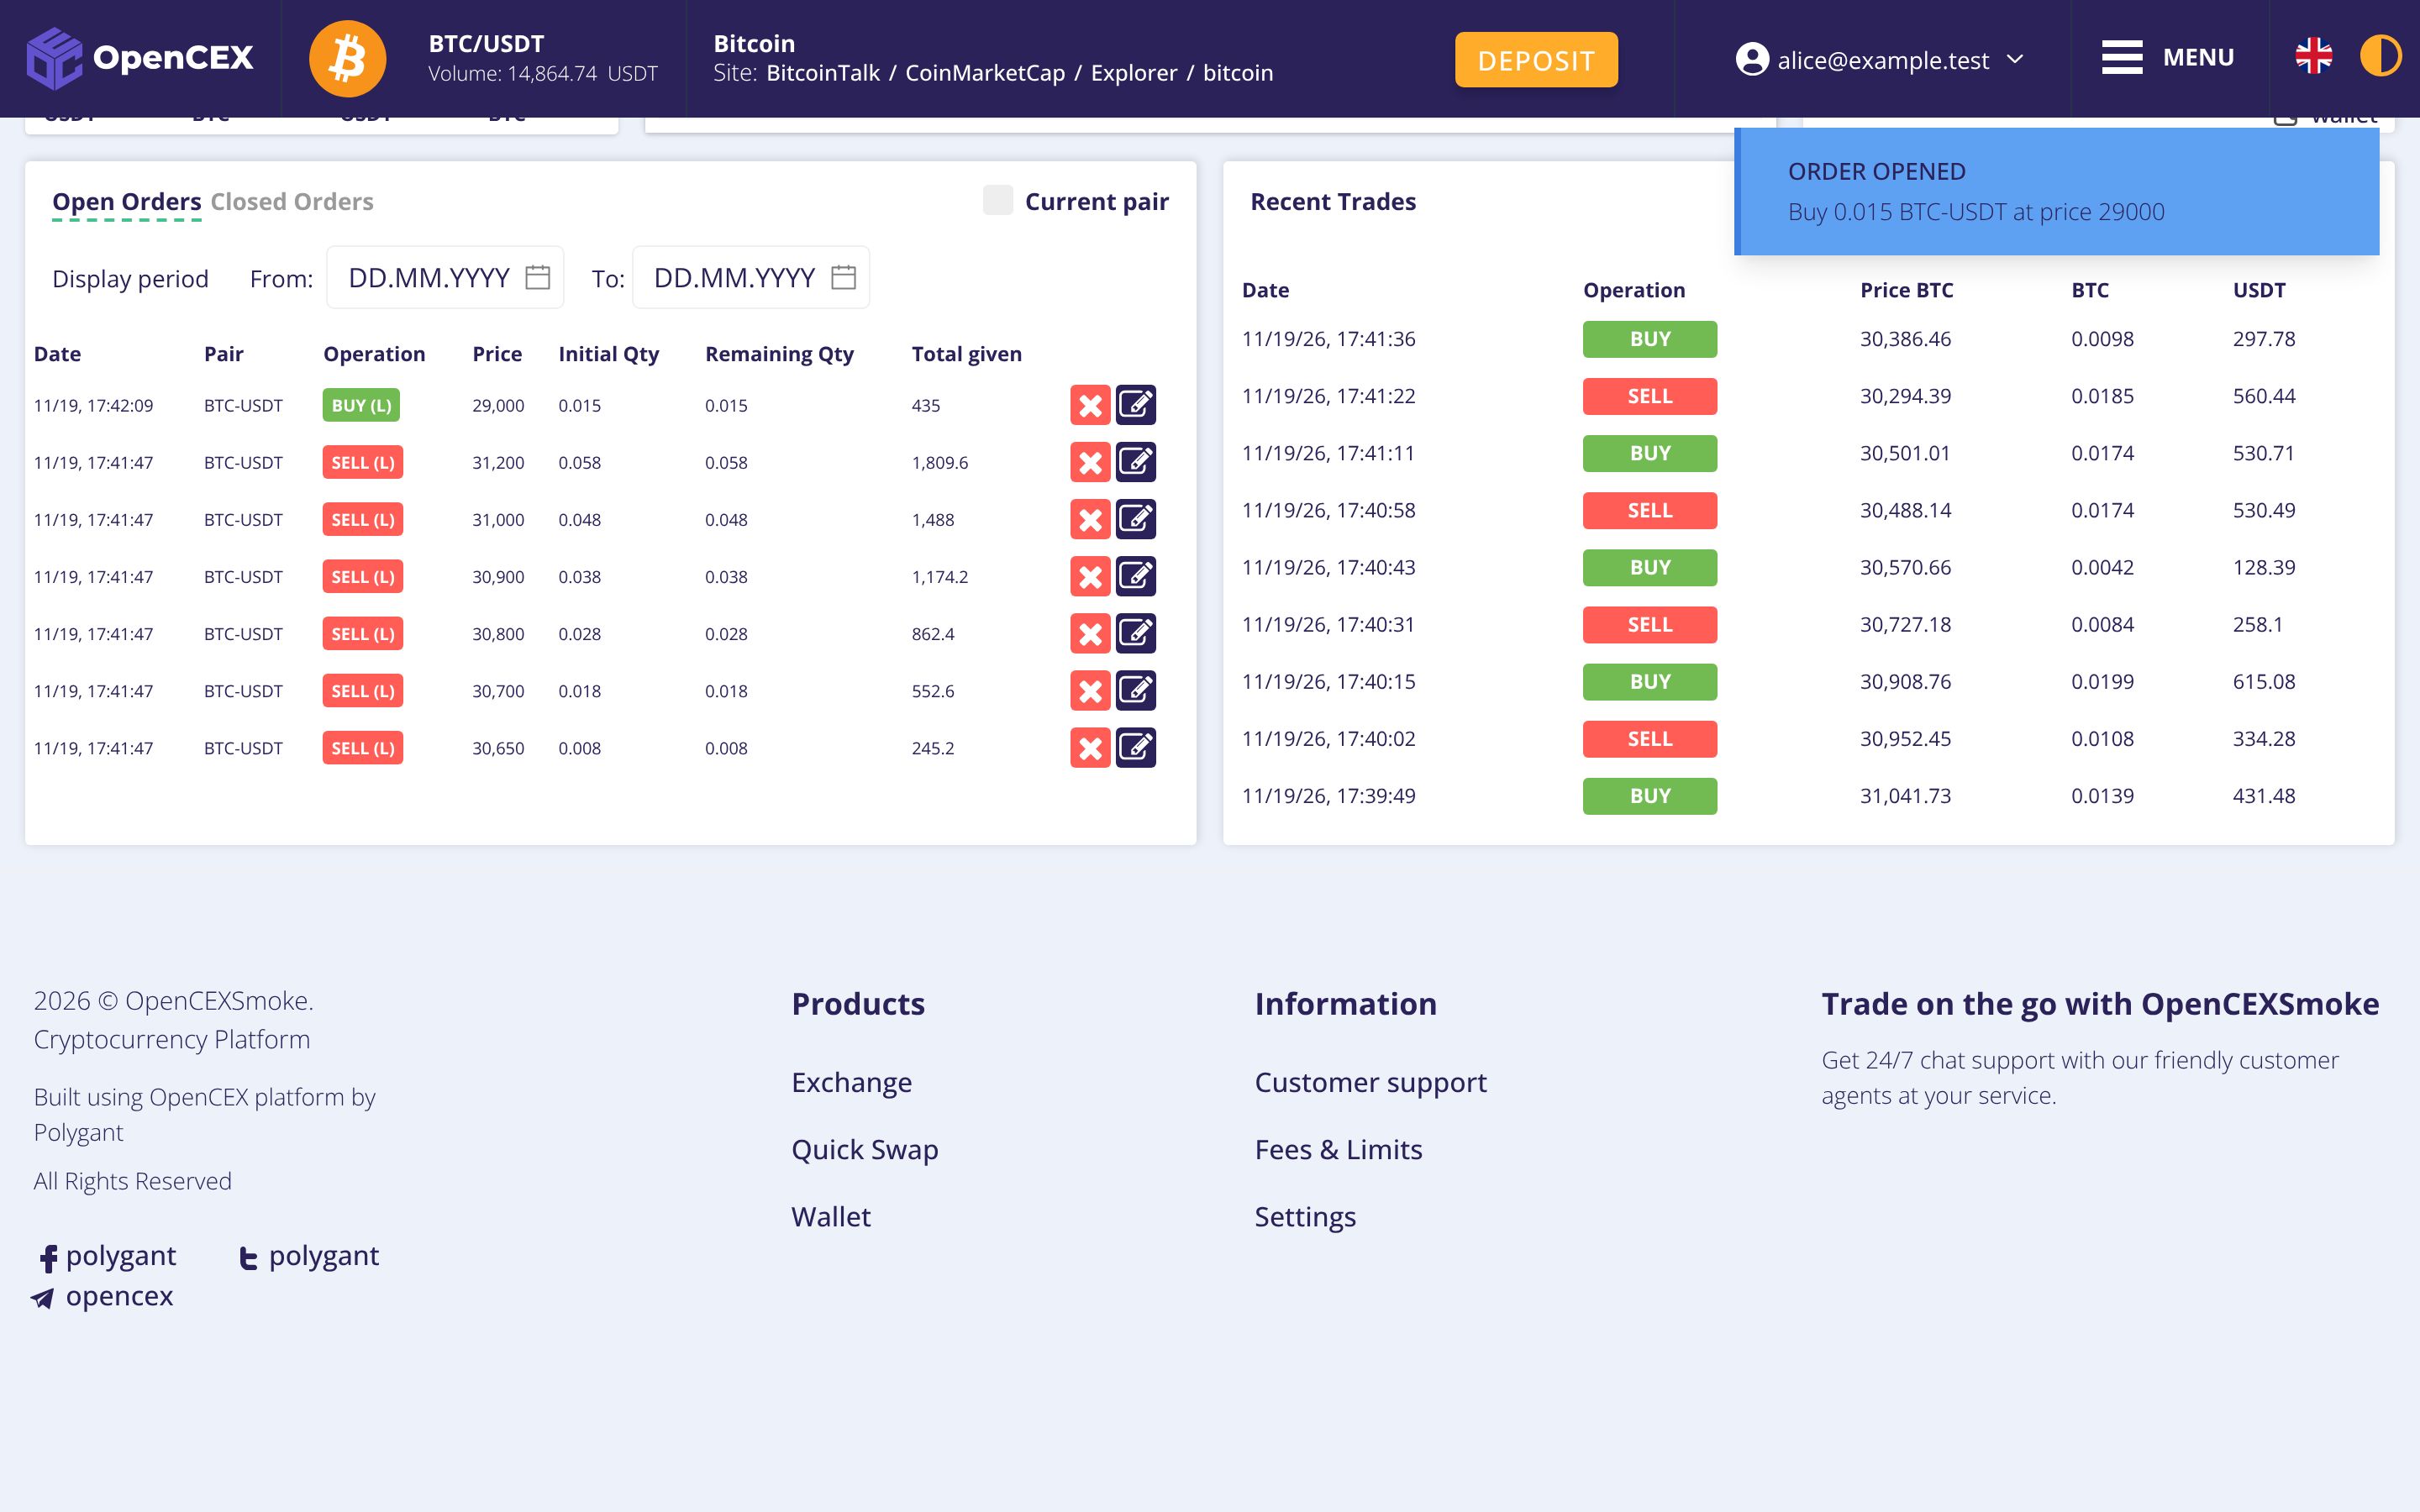 OpenCEX
BTC/USDT
Volume: 14,864.74 USDT
Bitcoin
Site: BitcoinTalk / CoinMarketCap / Explorer / bitcoin
DEPOSIT
alice@example.test
MENU
USDT BTC USDT BTC
wallet
ORDER OPENED
Buy 0.015 BTC-USDT at price 29000
Open Orders Closed Orders
Current pair
Display period From: DD.MM.YYYY To: DD.MM.YYYY
Date Pair Operation Price Initial Qty Remaining Qty Total given
11/19, 17:42:09 BTC-USDT BUY (L) 29,000 0.015 0.015 435
11/19, 17:41:47 BTC-USDT SELL (L) 31,200 0.058 0.058 1,809.6
11/19, 17:41:47 BTC-USDT SELL (L) 31,000 0.048 0.048 1,488
11/19, 17:41:47 BTC-USDT SELL (L) 30,900 0.038 0.038 1,174.2
11/19, 17:41:47 BTC-USDT SELL (L) 30,800 0.028 0.028 862.4
11/19, 17:41:47 BTC-USDT SELL (L) 30,700 0.018 0.018 552.6
11/19, 17:41:47 BTC-USDT SELL (L) 30,650 0.008 0.008 245.2
Recent Trades
Date Operation Price BTC BTC USDT
11/19/26, 17:41:36 BUY 30,386.46 0.0098 297.78
11/19/26, 17:41:22 SELL 30,294.39 0.0185 560.44
11/19/26, 17:41:11 BUY 30,501.01 0.0174 530.71
11/19/26, 17:40:58 SELL 30,488.14 0.0174 530.49
11/19/26, 17:40:43 BUY 30,570.66 0.0042 128.39
11/19/26, 17:40:31 SELL 30,727.18 0.0084 258.1
11/19/26, 17:40:15 BUY 30,908.76 0.0199 615.08
11/19/26, 17:40:02 SELL 30,952.45 0.0108 334.28
11/19/26, 17:39:49 BUY 31,041.73 0.0139 431.48
2026 © OpenCEXSmoke.
Cryptocurrency Platform
Built using OpenCEX platform by
Polygant
All Rights Reserved
polygant polygant
opencex
Products
Exchange
Quick Swap
Wallet
Information
Customer support
Fees & Limits
Settings
Trade on the go with OpenCEXSmoke
Get 24/7 chat support with our friendly customer
agents at your service.